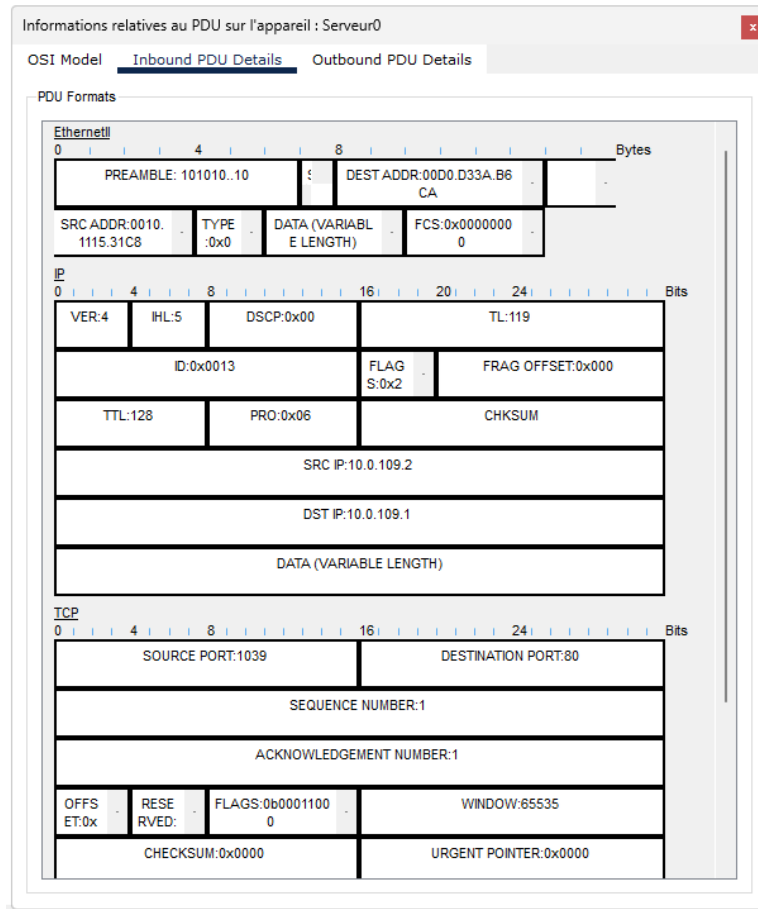 Informations relatives au PDU sur l'appareil : Serveur0
x
OSI Model Inbound PDU Details Outbound PDU Details
PDU Formats
EthernetII
0 4 8 Bytes
PREAMBLE: 101010..10 DEST ADDR:00D0.D33A.B6
CA
SRC ADDR:0010. TYPE DATA (VARIABL FCS:0x0000000
1115.31C8 :0x0 E LENGTH) 0
IP
0 4 8 16 20 24 Bits
VER:4 IHL:5 DSCP:0x00 TL:119
ID:0x0013 FLAG FRAG OFFSET:0x000
S:0x2
TTL:128 PRO:0x06 CHKSUM
SRC IP:10.0.109.2
DST IP:10.0.109.1
DATA (VARIABLE LENGTH)
TCP
0 4 8 16 24 Bits
SOURCE PORT:1039 DESTINATION PORT:80
SEQUENCE NUMBER:1
ACKNOWLEDGEMENT NUMBER:1
OFFS RESE FLAGS:0b0001100 WINDOW:65535
ET:0x RVED: 0
CHECKSUM:0x0000 URGENT POINTER:0x0000